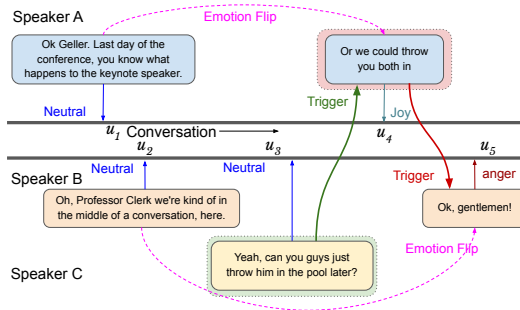 Speaker A
Emotion Flip
Ok Geller. Last day of the
conference, you know what
happens to the keynote speaker.
Or we could throw
you both in
Trigger
Neutral
Joy
u1 Conversation
u4
u2
u3
u5
Neutral
Neutral
Trigger
anger
Speaker B
Oh, Professor Clerk we're kind of
in the middle of a conversation, here.
Ok, gentlemen!
Emotion Flip
Yeah, can you guys just
throw him in the pool later?
Speaker C